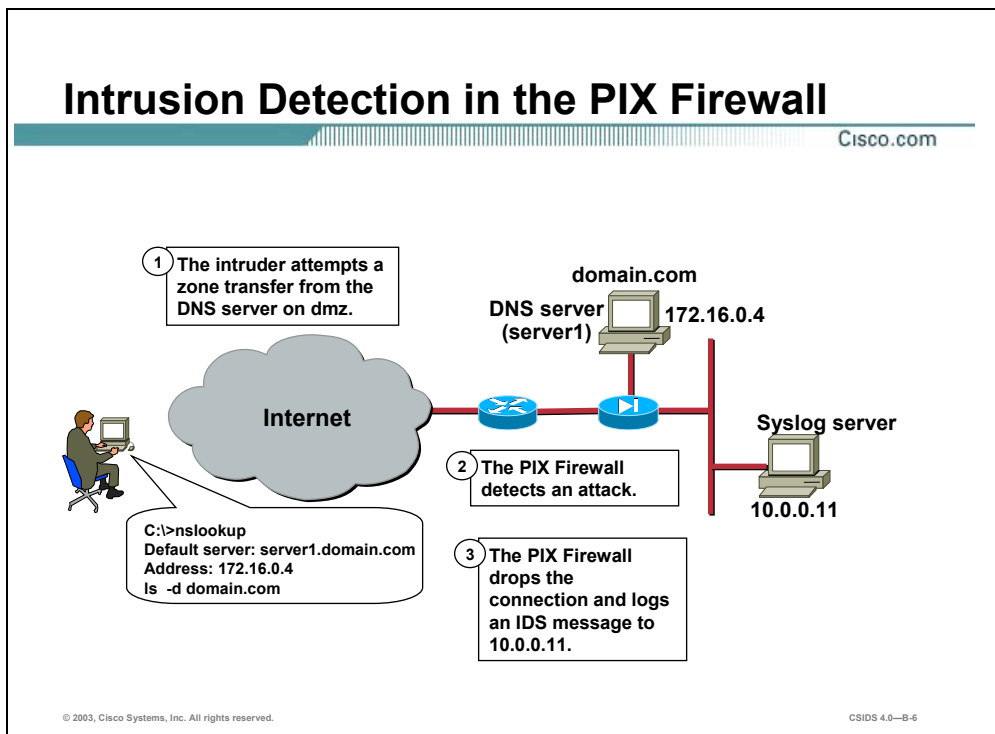 Intrusion Detection in the PIX Firewall
Cisco.com
1
The intruder attempts a
zone transfer from the
DNS server on dmz.
domain.com
DNS server
(server1)
172.16.0.4
Internet
Syslog server
10.0.0.11
2
The PIX Firewall
detects an attack.
C:\>nslookup
Default server: server1.domain.com
Address: 172.16.0.4
ls -d domain.com
3
The PIX Firewall
drops the
connection and logs
an IDS message to
10.0.0.11.
© 2003, Cisco Systems, Inc. All rights reserved.
CSIDS 4.0—B-6